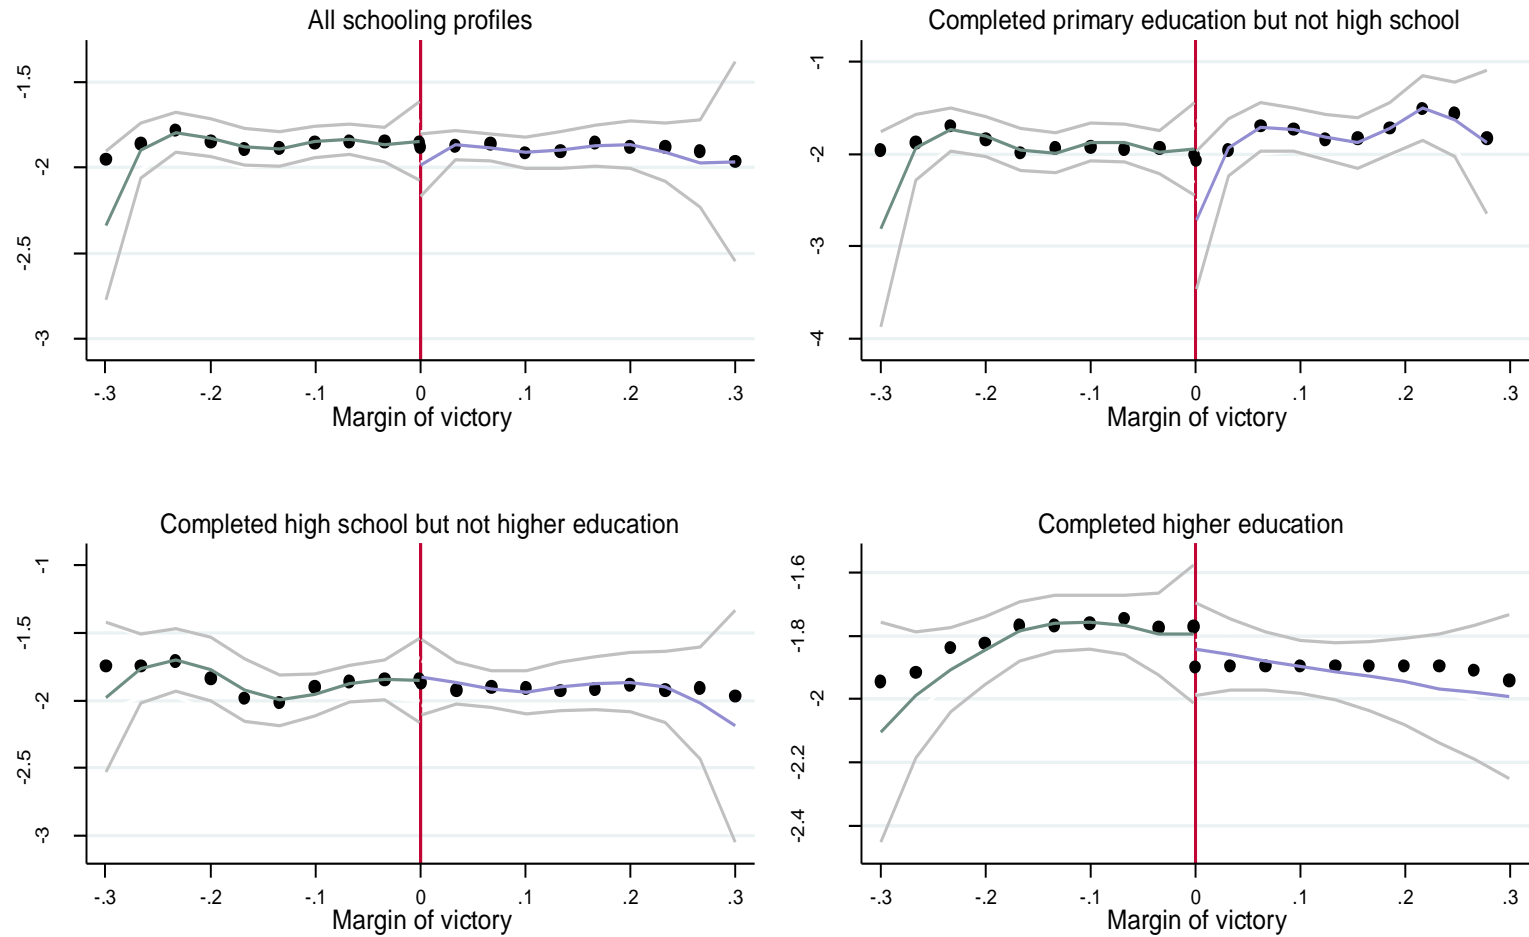 All schooling profiles
-1.5
-2
-2.5
-3
-.3 -.2 -.1 0 .1 .2 .3
Margin of victory
Completed primary education but not high school
-1
-2
-3
-4
-.3 -.2 -.1 0 .1 .2 .3
Margin of victory
Completed high school but not higher education
-1
-1.5
-2
-2.5
-3
-.3 -.2 -.1 0 .1 .2 .3
Margin of victory
Completed higher education
-1.6
-1.8
-2
-2.2
-2.4
-.3 -.2 -.1 0 .1 .2 .3
Margin of victory